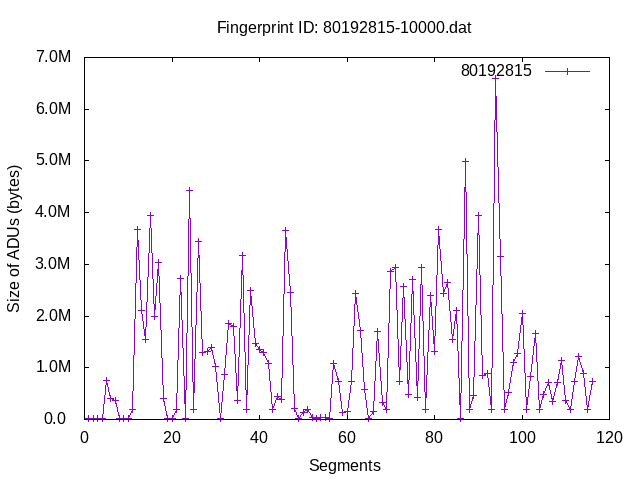 Fingerprint ID: 80192815-10000.dat
7.0M
80192815
6.0M
5.0M
4.0M
3.0M
2.0M
1.0M
0.0
Size of ADUs (bytes)
0 20 40 60 80 100 120
Segments